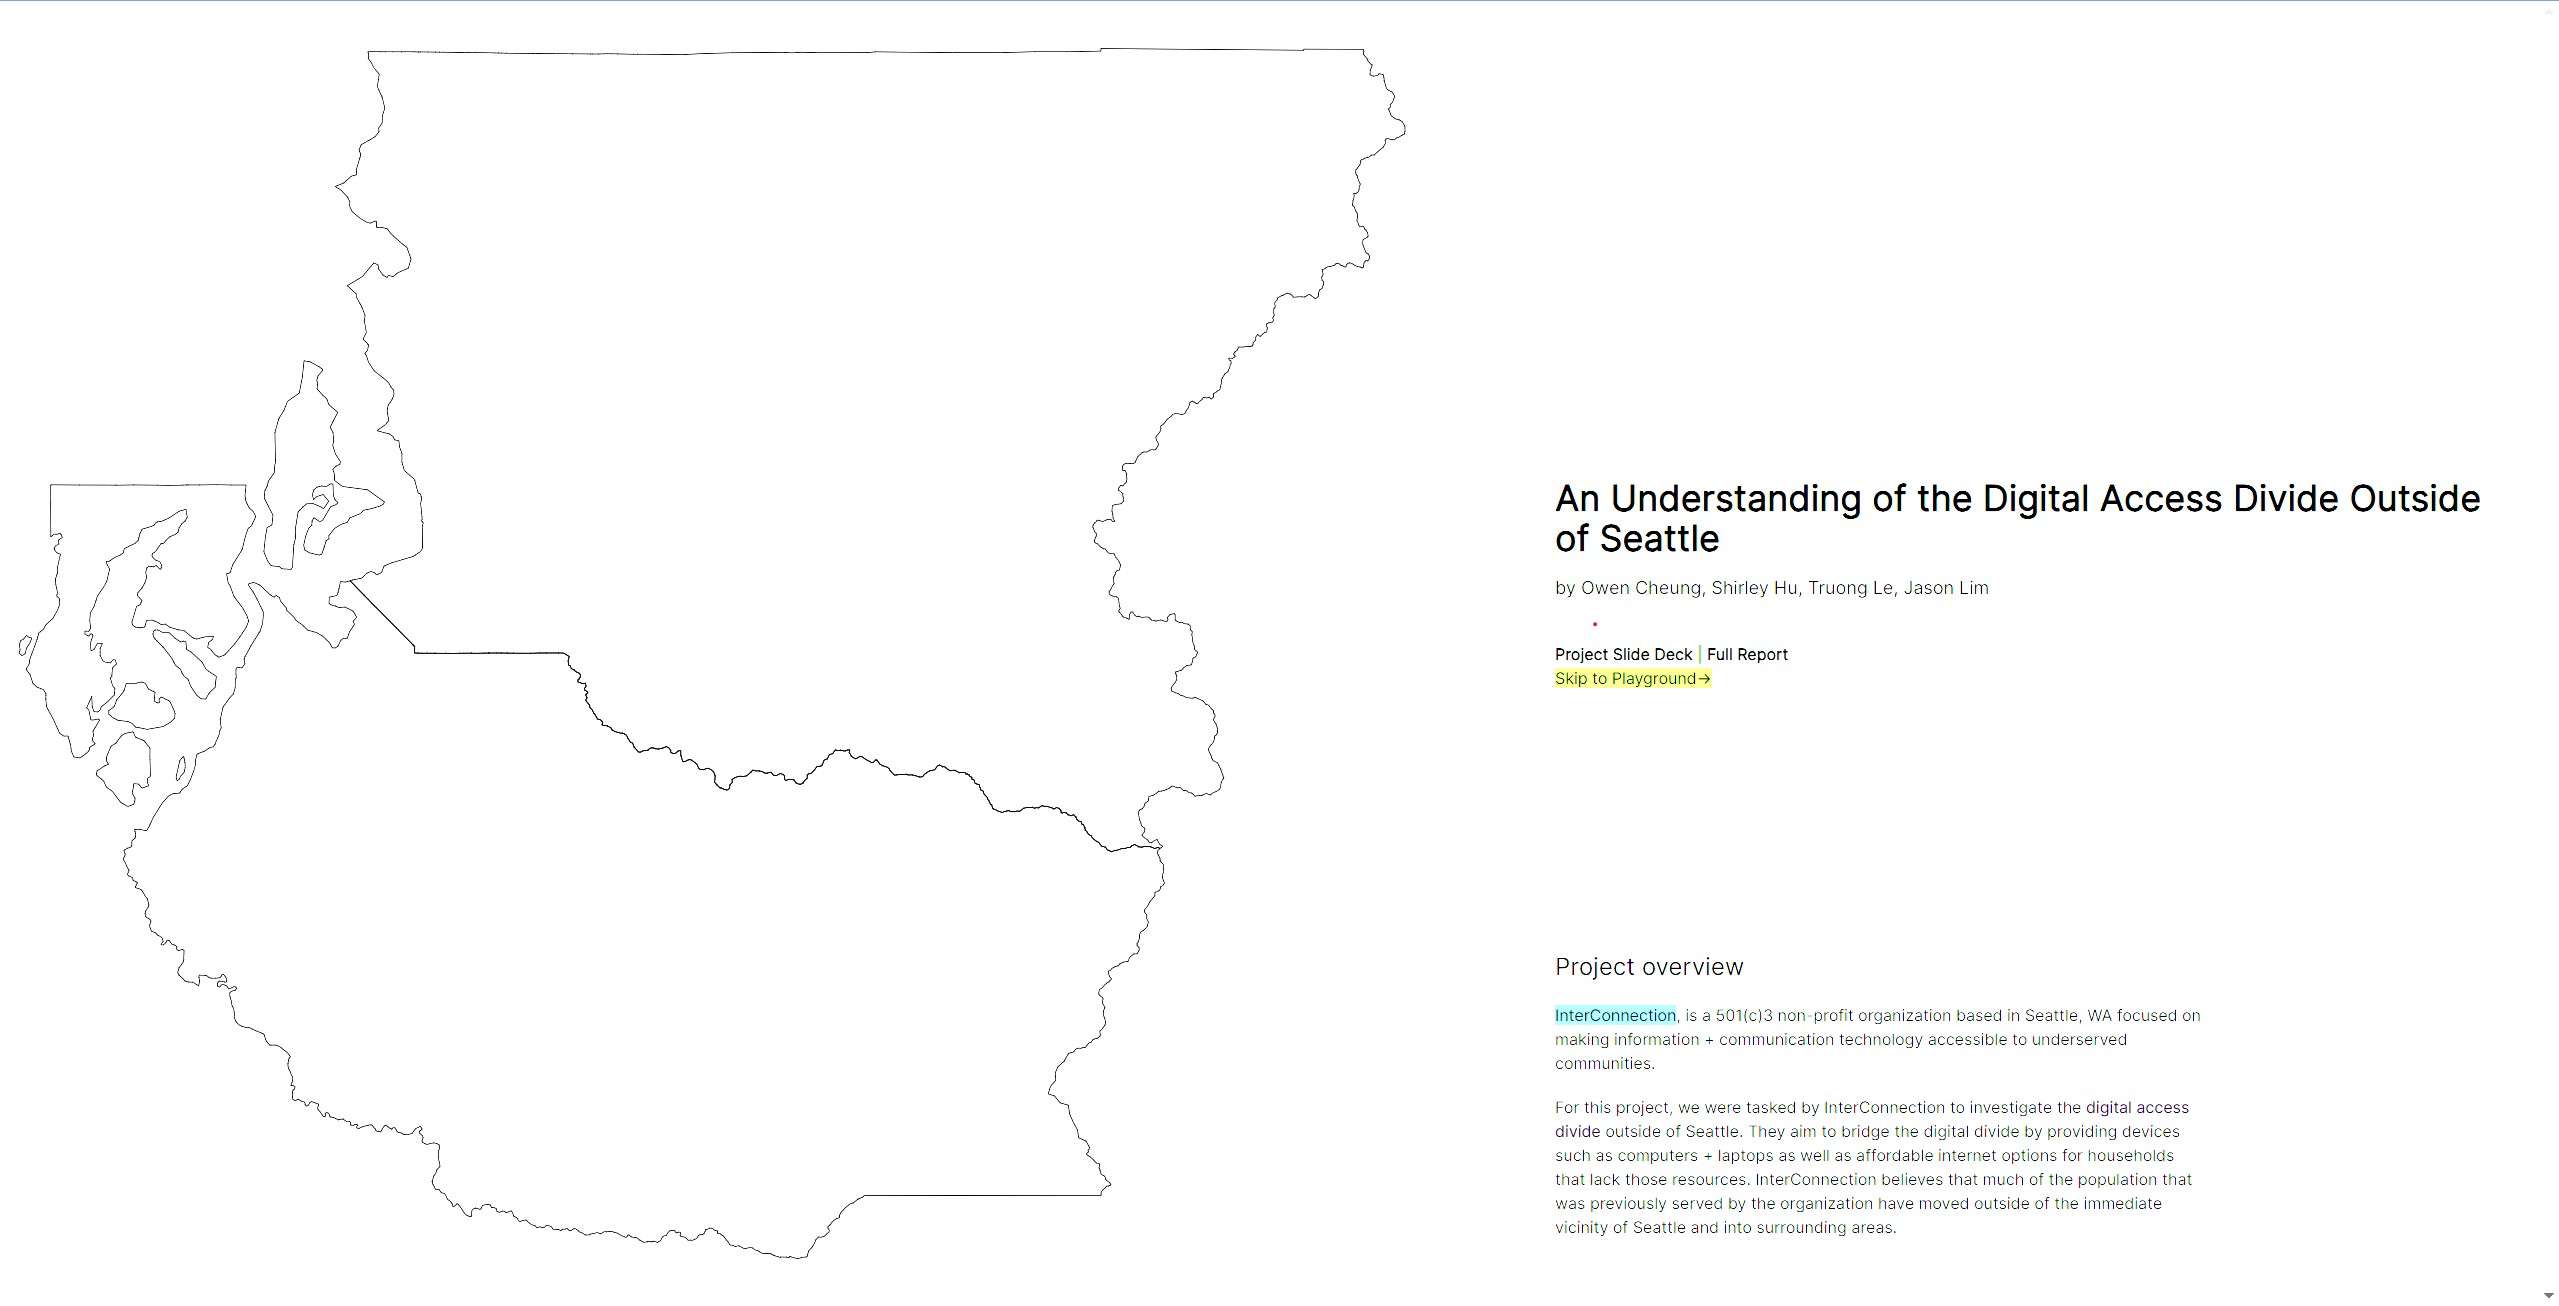 An Understanding of the Digital Access Divide Outside
of Seattle
by Owen Cheung, Shirley Hu, Truong Le, Jason Lim
Project Slide Deck | Full Report
Skip to Playground→
Project overview
InterConnection, is a 501(c)3 non-profit organization based in Seattle, WA focused on
making information + communication technology accessible to underserved
communities.
For this project, we were tasked by InterConnection to investigate the digital access
divide outside of Seattle. They aim to bridge the digital divide by providing devices
such as computers + laptops as well as affordable internet options for households
that lack those resources. InterConnection believes that much of the population that
was previously served by the organization have moved outside of the immediate
vicinity of Seattle and into surrounding areas.